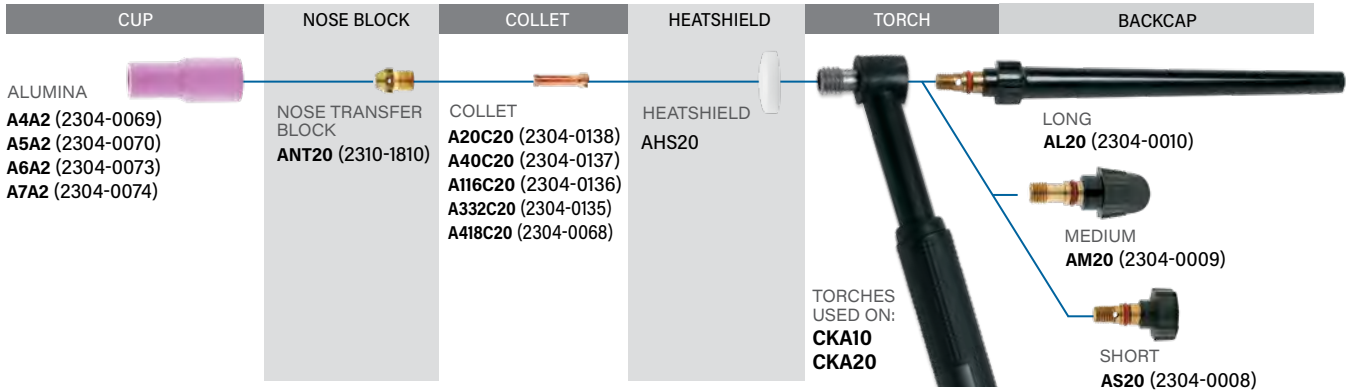 CUP
NOSE BLOCK
COLLET
HEATSHIELD
TORCH
BACKCAP
ALUMINA
A4A2 (2304-0069)
A5A2 (2304-0070)
A6A2 (2304-0073)
A7A2 (2304-0074)
NOSE TRANSFER
BLOCK
ANT20 (2310-1810)
COLLET
A20C20 (2304-0138)
A40C20 (2304-0137)
A116C20 (2304-0136)
A332C20 (2304-0135)
A418C20 (2304-0068)
HEATSHIELD
AHS20
TORCHES
USED ON:
CKA10
CKA20
LONG
AL20 (2304-0010)
MEDIUM
AM20 (2304-0009)
SHORT
AS20 (2304-0008)